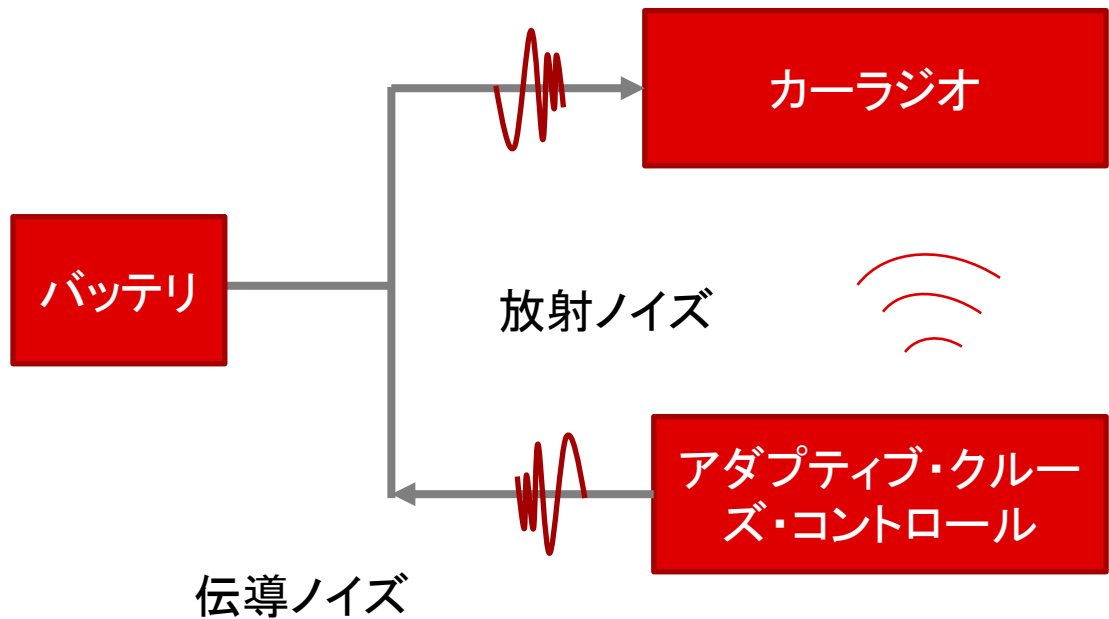 カーラジオ
バッテリ
放射ノイズ
アダプティブ・クルー
ズ・コントロール
伝導ノイズ